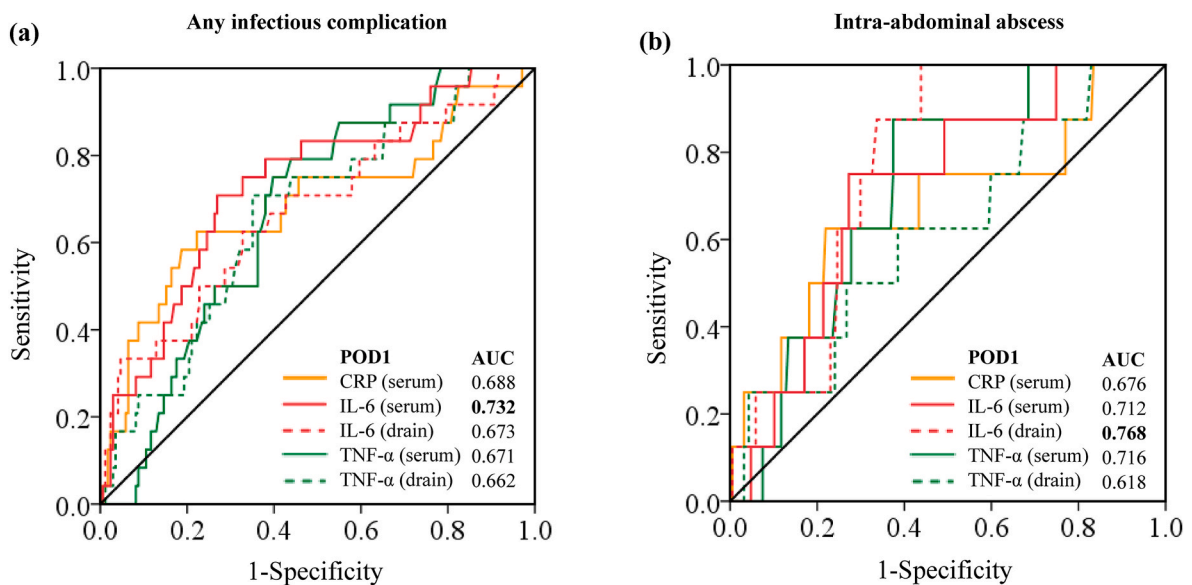 (a)
Any infectious complication
Sensitivity
1.0
0.8
0.6
0.4
0.2
0.0
POD1 AUC
CRP (serum) 0.688
IL-6 (serum) 0.732
IL-6 (drain) 0.673
TNF-α (serum) 0.671
TNF-α (drain) 0.662
0.0 0.2 0.4 0.6 0.8 1.0
1-Specificity
(b)
Intra-abdominal abscess
Sensitivity
1.0
0.8
0.6
0.4
0.2
0.0
POD1 AUC
CRP (serum) 0.676
IL-6 (serum) 0.712
IL-6 (drain) 0.768
TNF-α (serum) 0.716
TNF-α (drain) 0.618
0.0 0.2 0.4 0.6 0.8 1.0
1-Specificity